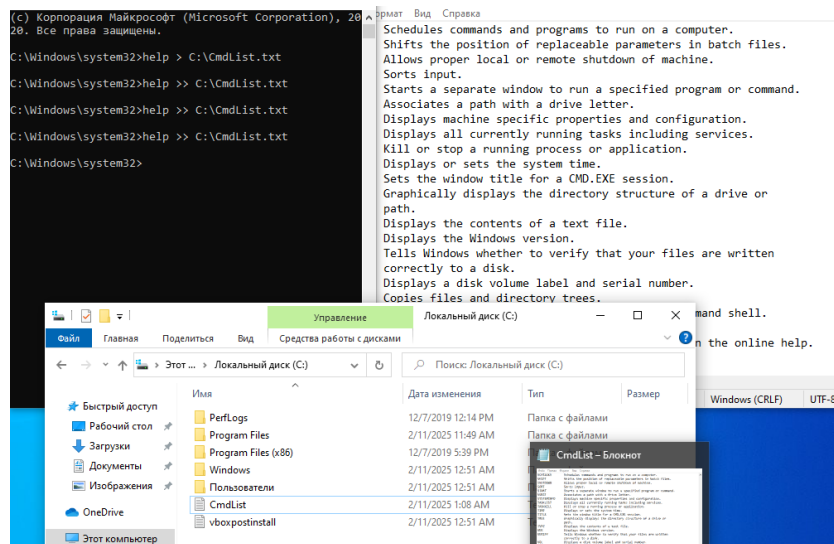 (c) Корпорация Майкрософт (Microsoft Corporation), 20
20. Все права защищены.
C:\Windows\system32>help > C:\CmdList.txt
C:\Windows\system32>help >> C:\CmdList.txt
C:\Windows\system32>help >> C:\CmdList.txt
C:\Windows\system32>help >> C:\CmdList.txt
C:\Windows\system32>
рмат Вид Справка
Schedules commands and programs to run on a computer.
Shifts the position of replaceable parameters in batch files.
Allows proper local or remote shutdown of machine.
Sorts input.
Starts a separate window to run a specified program or command.
Associates a path with a drive letter.
Displays machine specific properties and configuration.
Displays all currently running tasks including services.
Kill or stop a running process or application.
Displays or sets the system time.
Sets the window title for a CMD.EXE session.
Graphically displays the directory structure of a drive or
path.
Displays the contents of a text file.
Displays the Windows version.
Tells Windows whether to verify that your files are written
correctly to a disk.
Displays a disk volume label and serial number.
Copies files and directory trees.
mand shell.
n the online help.
Windows (CRLF) UTF-8
Управление Локальный диск (C:)
Файл Главная Поделиться Вид Средства работы с дисками
Этот ... › Локальный диск (C:) Поиск: Локальный диск (C:)
Имя Дата изменения Тип Размер
Быстрый доступ
Рабочий стол
Загрузки
Документы
Изображения
OneDrive
Этот компьютер
PerfLogs 12/7/2019 12:14 PM Папка с файлами
Program Files 2/11/2025 11:49 AM Папка с файлами
Program Files (x86) 12/7/2019 5:39 PM
Windows 2/11/2025 12:51 AM
Пользователи 2/11/2025 12:51 AM
CmdList 2/11/2025 1:08 AM
vboxpostinstall 2/11/2025 12:51 AM
CmdList – Блокнот